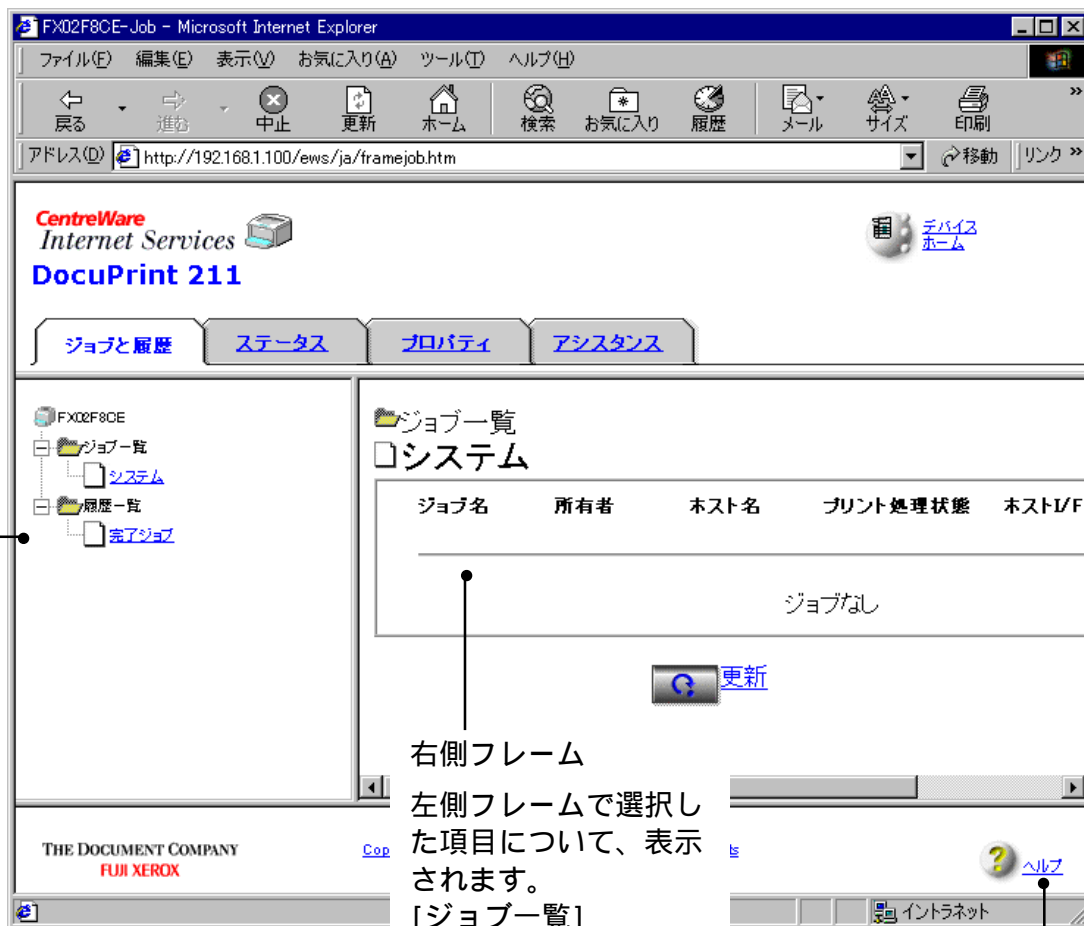 FX02F8CE-Job - Microsoft Internet Explorer
ファイル(F) 編集(E) 表示(V) お気に入り(A) ツール(T) ヘルプ(H)
戻る 進む 中止 更新 ホーム 検索 お気に入り 履歴 メール サイズ 印刷 »
アドレス(D) http://192.168.1.100/ews/ja/framejob.htm 移動 リンク »
CentreWare
Internet Services
DocuPrint 211
デバイス
ホーム
ジョブと履歴 ステータス プロパティ アシスタンス
FX02F8CE
ジョブ一覧
システム
履歴一覧
完了ジョブ
ジョブ一覧
システム
ジョブ名 所有者 ホスト名 プリント処理状態 ホストI/F
ジョブなし
更新
右側フレーム
左側フレームで選択し
た項目について、表示
されます。
[ジョブ一覧]
THE DOCUMENT COMPANY
FUJI XEROX
Cop
ts
ヘルプ
イントラネット